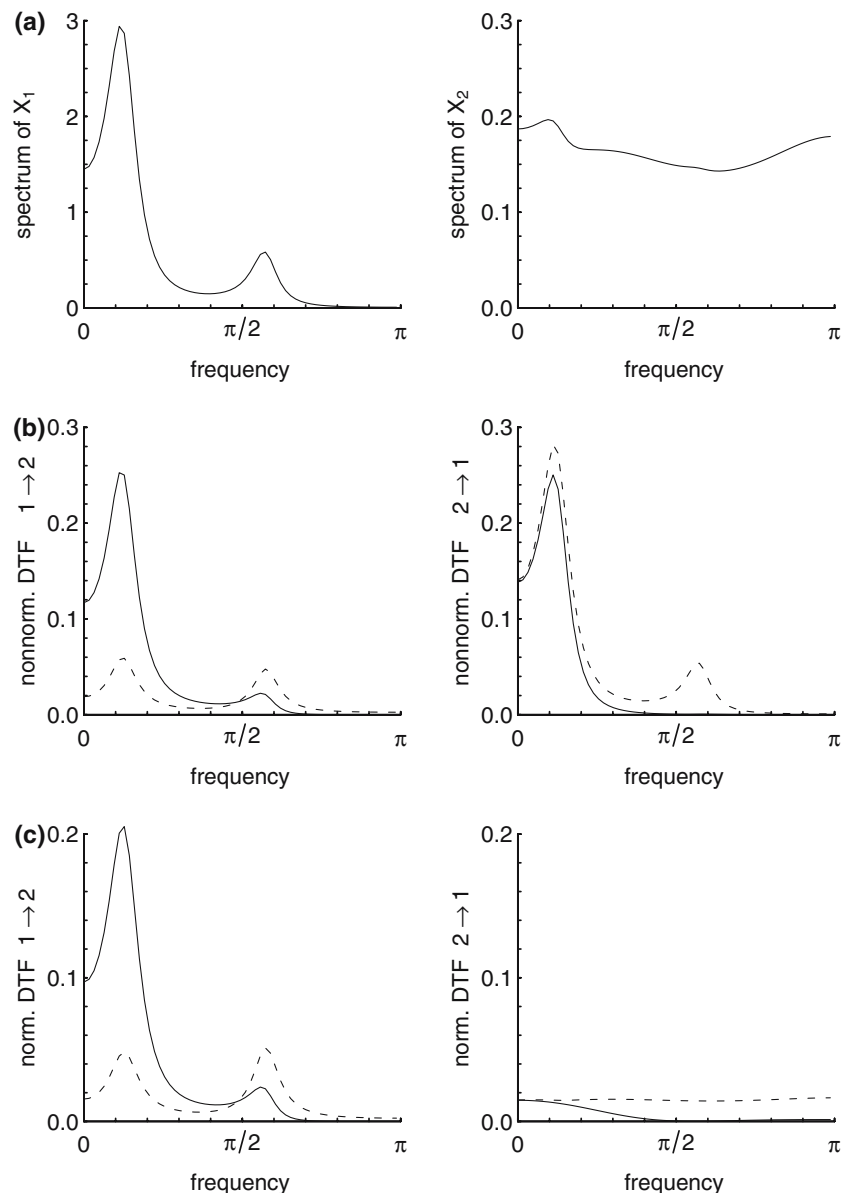 (a)
spectrum of X₁
3
2
1
0
0
π/2
π
frequency
spectrum of X₂
0.3
0.2
0.1
0.0
0
π/2
π
frequency
(b)
nonnorm. DTF 1 → 2
0.3
0.2
0.1
0.0
0
π/2
π
frequency
nonnorm. DTF 2 → 1
0.3
0.2
0.1
0.0
0
π/2
π
frequency
(c)
norm. DTF 1 → 2
0.2
0.1
0.0
0
π/2
π
frequency
norm. DTF 2 → 1
0.2
0.1
0.0
0
π/2
π
frequency